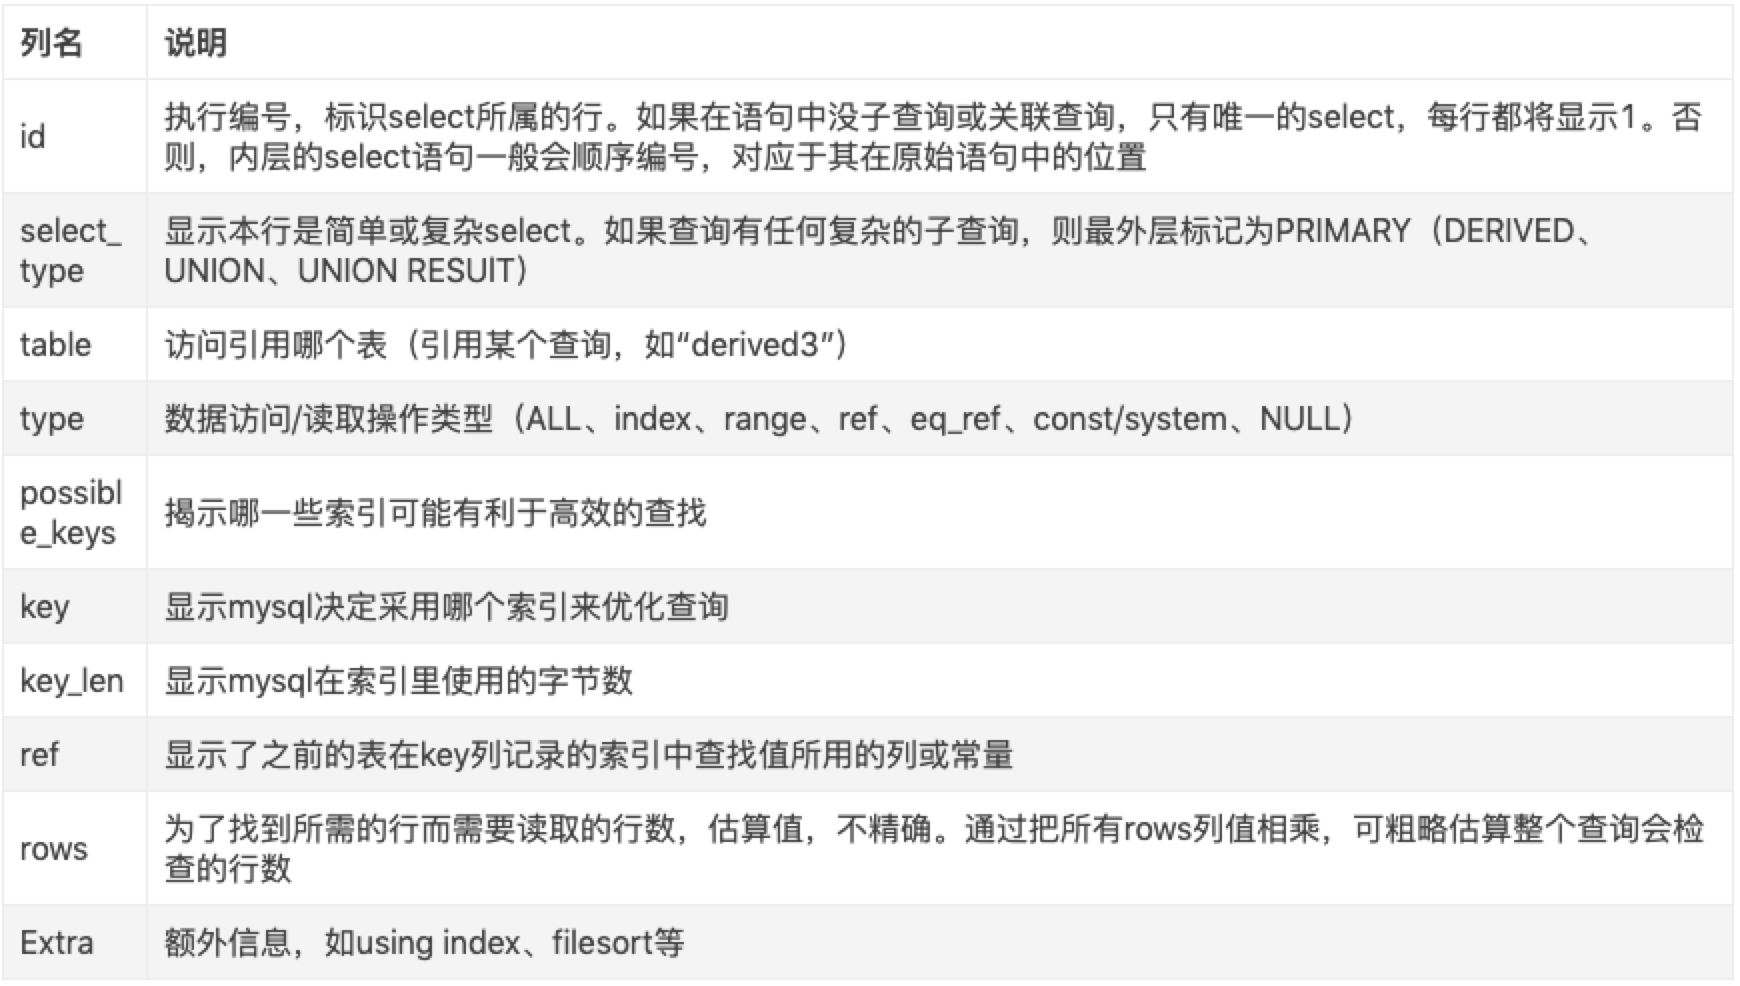 列名 说明
id 执行编号，标识select所属的行。如果在语句中没子查询或关联查询，只有唯一的select，每行都将显示1。否
则，内层的select语句一般会顺序编号，对应于其在原始语句中的位置
select_
type
显示本行是简单或复杂select。如果查询有任何复杂的子查询，则最外层标记为PRIMARY（DERIVED、
UNION、UNION RESUlT）
table 访问引用哪个表（引用某个查询，如“derived3”）
type 数据访问/读取操作类型（ALL、index、range、ref、eq_ref、const/system、NULL）
possibl
e_keys
揭示哪一些索引可能有利于高效的查找
key 显示mysql决定采用哪个索引来优化查询
key_len 显示mysql在索引里使用的字节数
ref 显示了之前的表在key列记录的索引中查找值所用的列或常量
rows 为了找到所需的行而需要读取的行数，估算值，不精确。通过把所有rows列值相乘，可粗略估算整个查询会检
查的行数
Extra 额外信息，如using index、filesort等